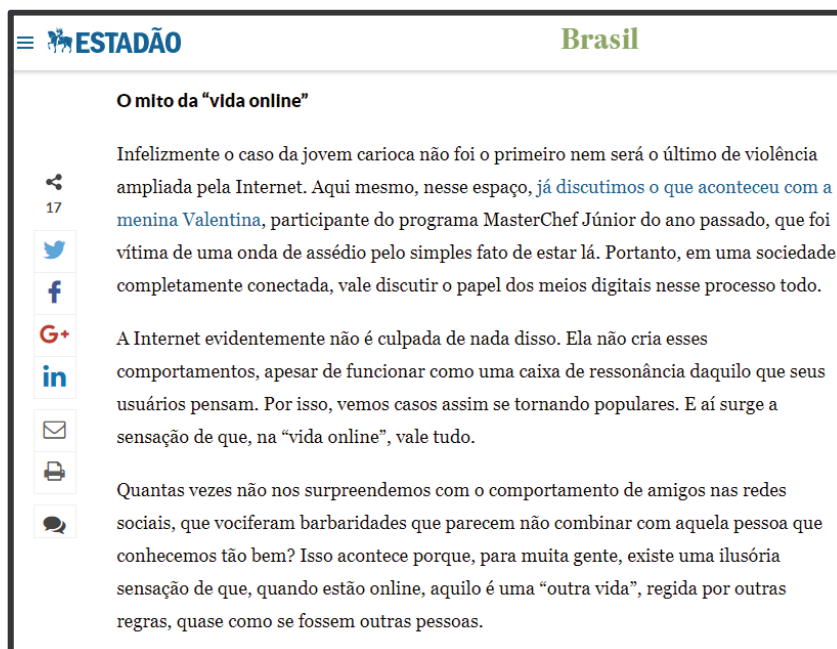 ESTADÃO
Brasil
O mito da “vida online”
Infelizmente o caso da jovem carioca não foi o primeiro nem será o último de violência
ampliada pela Internet. Aqui mesmo, nesse espaço, já discutimos o que aconteceu com a
menina Valentina, participante do programa MasterChef Júnior do ano passado, que foi
vítima de uma onda de assédio pelo simples fato de estar lá. Portanto, em uma sociedade
completamente conectada, vale discutir o papel dos meios digitais nesse processo todo.
17
A Internet evidentemente não é culpada de nada disso. Ela não cria esses
comportamentos, apesar de funcionar como uma caixa de ressonância daquilo que seus
usuários pensam. Por isso, vemos casos assim se tornando populares. E aí surge a
sensação de que, na “vida online”, vale tudo.
Quantas vezes não nos surpreendemos com o comportamento de amigos nas redes
sociais, que vociferam barbaridades que parecem não combinar com aquela pessoa que
conhecemos tão bem? Isso acontece porque, para muita gente, existe uma ilusória
sensação de que, quando estão online, aquilo é uma “outra vida”, regida por outras
regras, quase como se fossem outras pessoas.